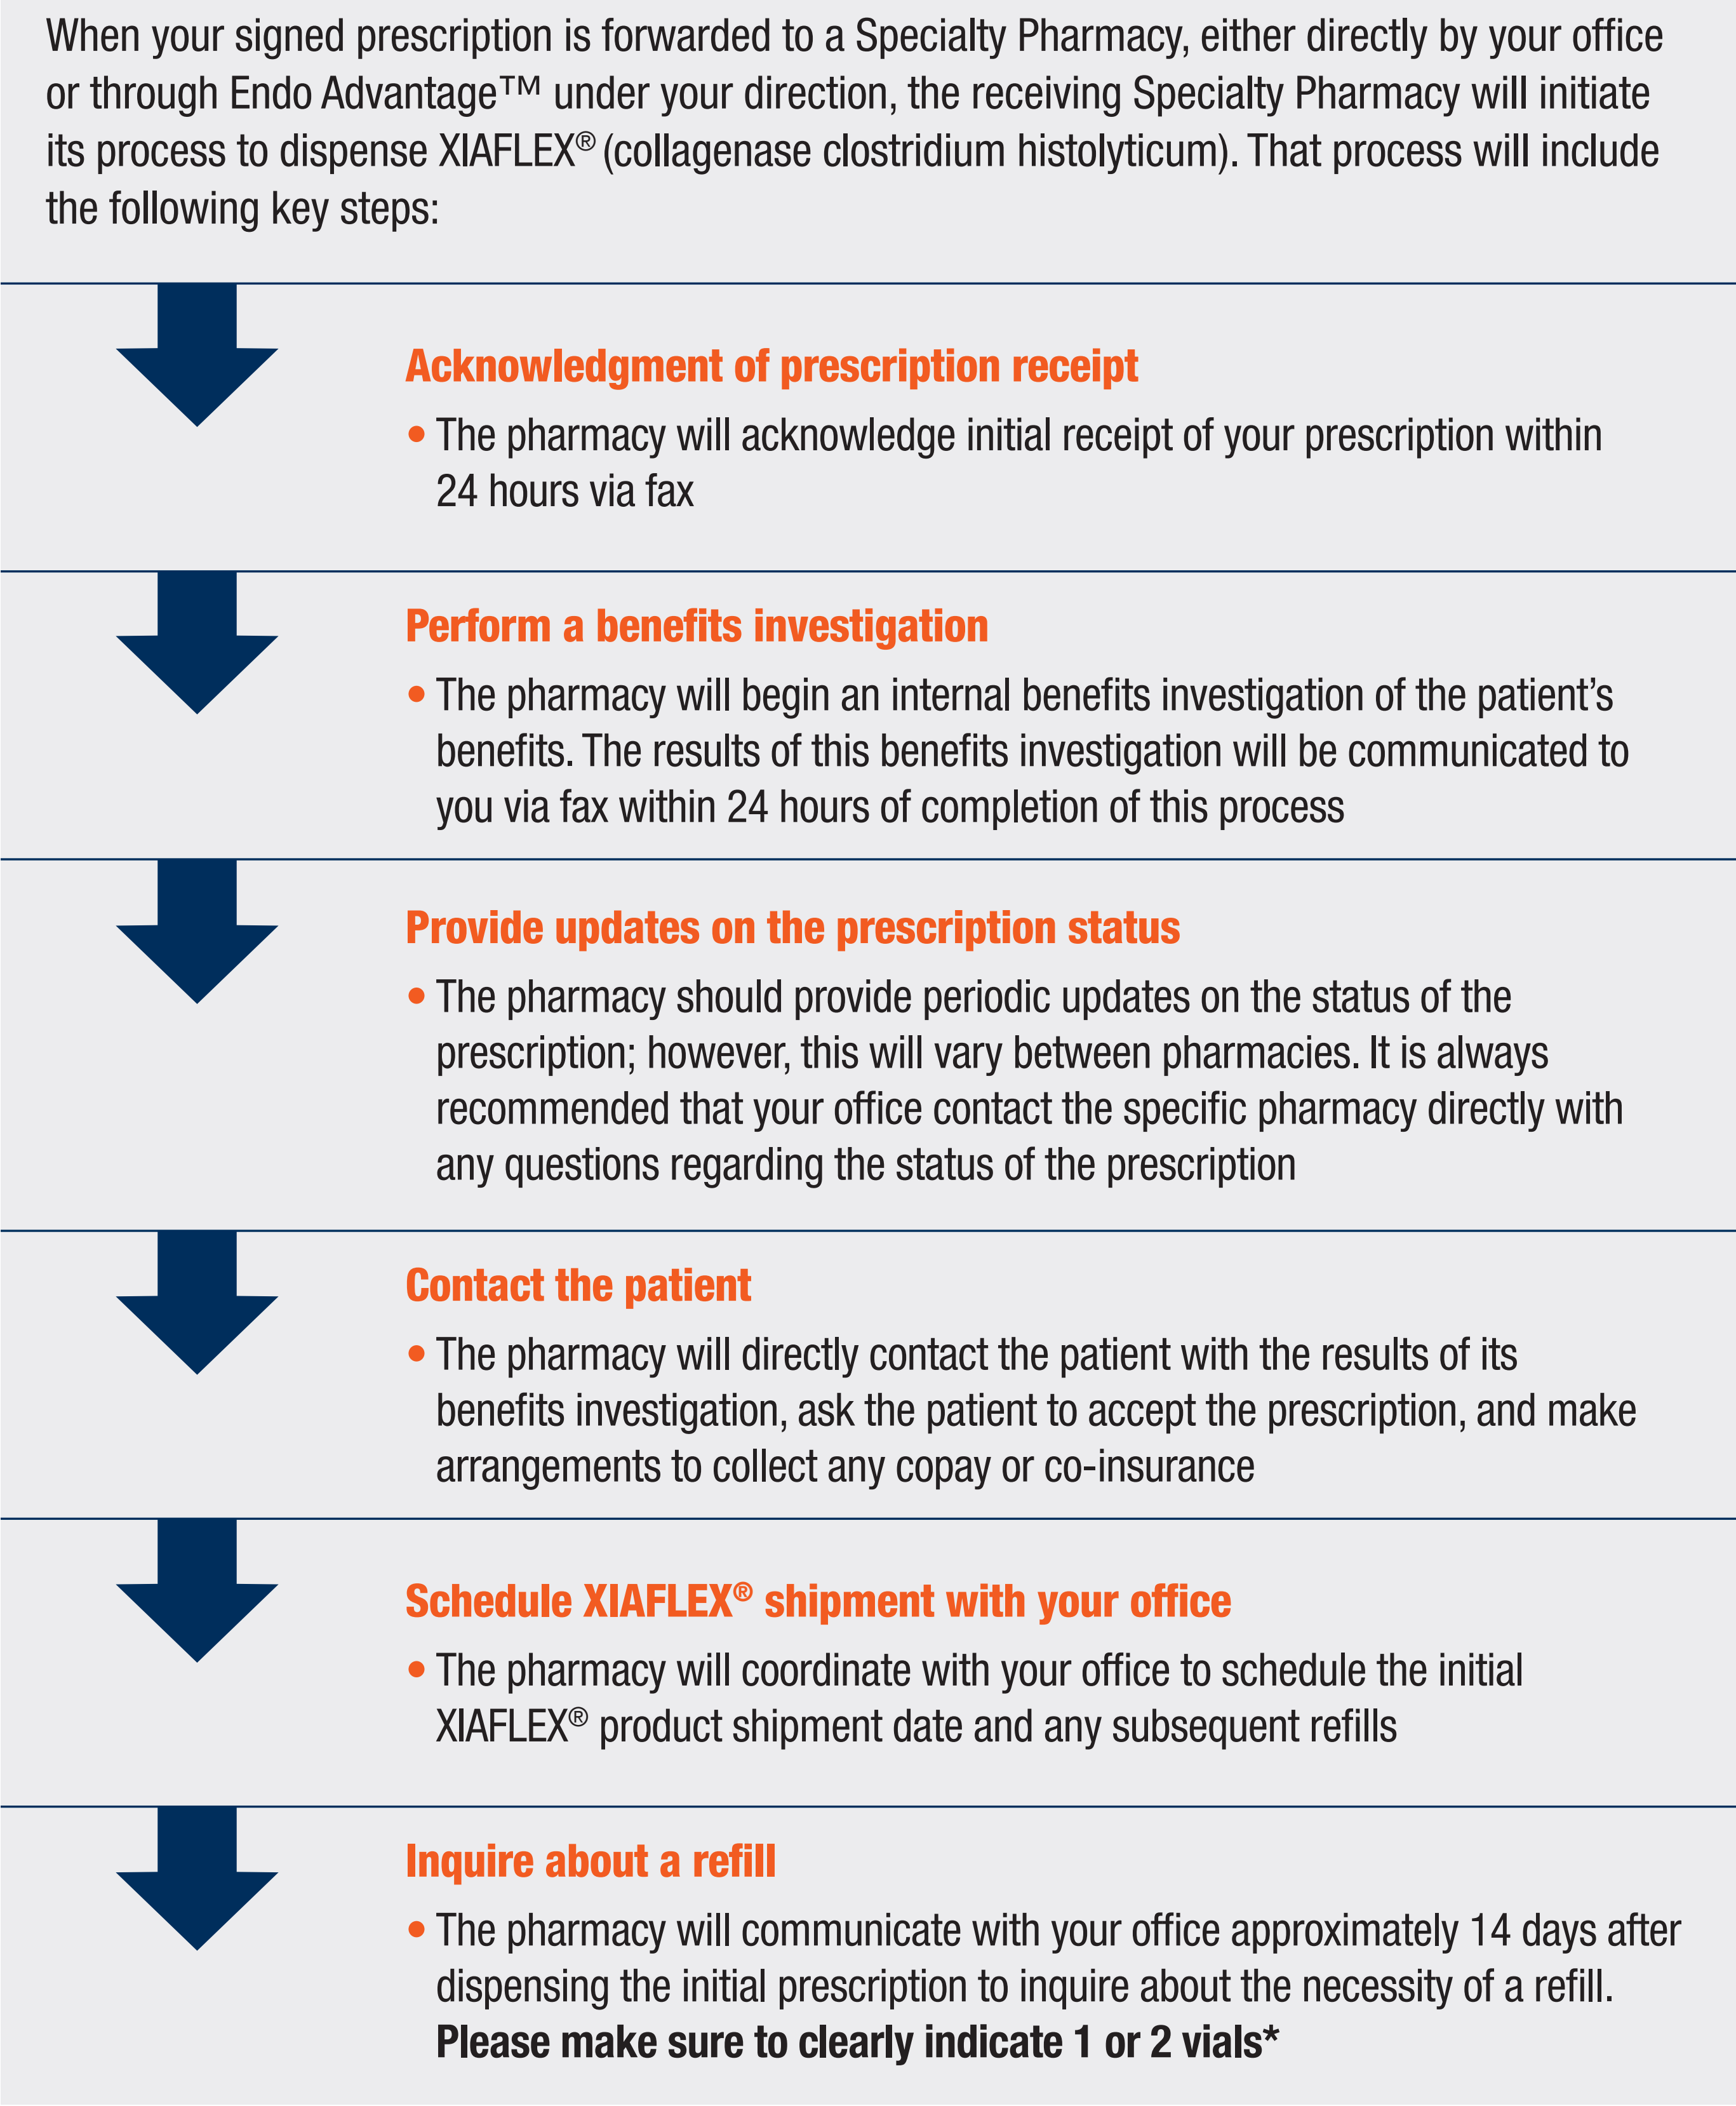 When your signed prescription is forwarded to a Specialty Pharmacy, either directly by your office
or through Endo Advantage™ under your direction, the receiving Specialty Pharmacy will initiate
its process to dispense XIAFLEX® (collagenase clostridium histolyticum). That process will include
the following key steps:
Acknowledgment of prescription receipt
• The pharmacy will acknowledge initial receipt of your prescription within
24 hours via fax
Perform a benefits investigation
• The pharmacy will begin an internal benefits investigation of the patient’s
benefits. The results of this benefits investigation will be communicated to
you via fax within 24 hours of completion of this process
Provide updates on the prescription status
• The pharmacy should provide periodic updates on the status of the
prescription; however, this will vary between pharmacies. It is always
recommended that your office contact the specific pharmacy directly with
any questions regarding the status of the prescription
Contact the patient
• The pharmacy will directly contact the patient with the results of its
benefits investigation, ask the patient to accept the prescription, and make
arrangements to collect any copay or co-insurance
Schedule XIAFLEX® shipment with your office
• The pharmacy will coordinate with your office to schedule the initial
XIAFLEX® product shipment date and any subsequent refills
Inquire about a refill
• The pharmacy will communicate with your office approximately 14 days after
dispensing the initial prescription to inquire about the necessity of a refill.
Please make sure to clearly indicate 1 or 2 vials*